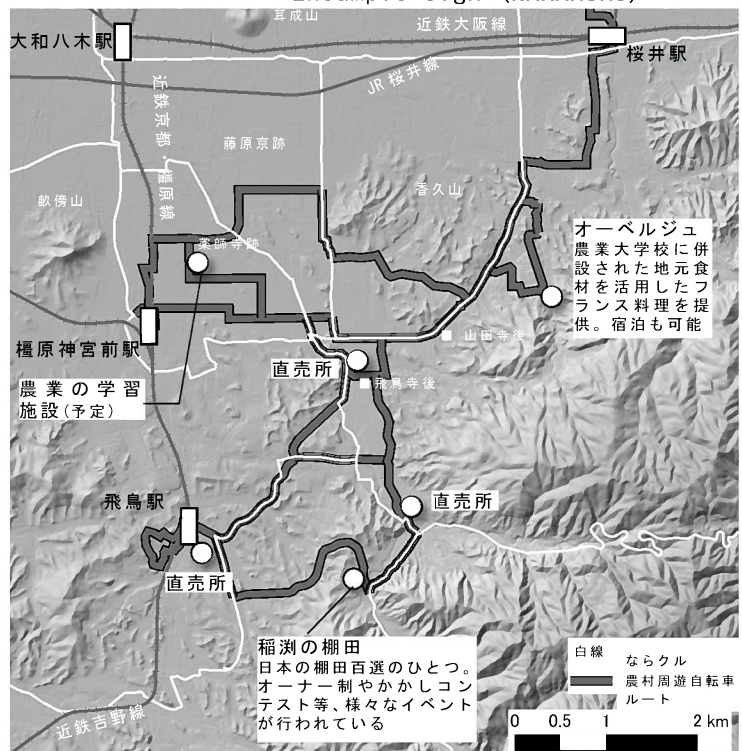 耳成山
近鉄大阪線
大和八木駅
桜井駅
JR桜井線
近鉄京都・橿原線
藤原京跡
香久山
畝傍山
薬師寺跡
オーベルジュ
農業大学校に併
設された地元食
材を活用したフ
ランス料理を提
供。宿泊も可能
山田寺後
橿原神宮前駅
直売所
飛鳥寺後
農業の学習
施設(予定)
飛鳥駅
直売所
直売所
稲渕の棚田
日本の棚田百選のひとつ。
オーナー制やかかしコン
テスト等、様々なイベント
が行われている
白線
ならクル
農村周遊自転車
ルート
近鉄吉野線
0 0.5 1 2 km